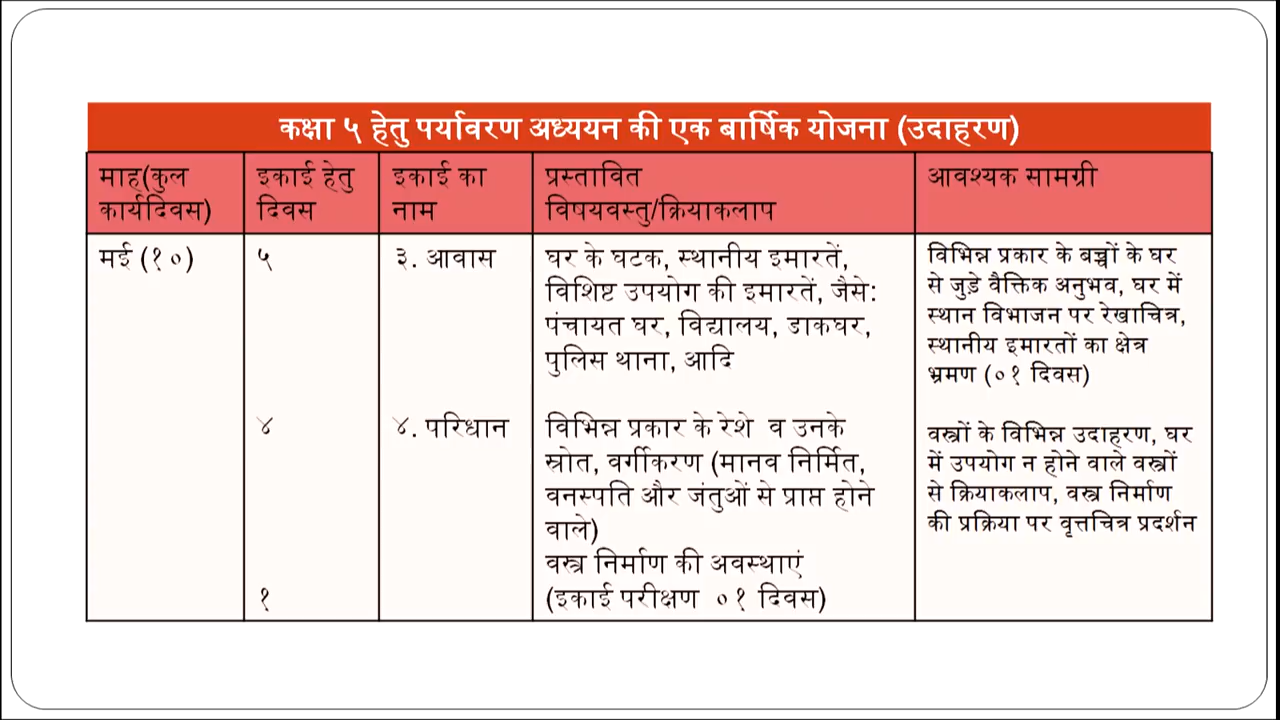 कक्षा ५ हेतु पर्यावरण अध्ययन की एक बार्षिक योजना (उदाहरण)
माह(कुल
कार्यदिवस)
इकाई हेतु
दिवस
इकाई का
नाम
प्रस्तावित
विषयवस्तु/क्रियाकलाप
आवश्यक सामग्री
मई (१०)
५
३. आवास
घर के घटक, स्थानीय इमारतें,
विशिष्ट उपयोग की इमारतें, जैसे:
पंचायत घर, विद्यालय, डाकघर,
पुलिस थाना, आदि
विभिन्न प्रकार के बच्चों के घर
से जुड़े वैक्तिक अनुभव, घर में
स्थान विभाजन पर रेखाचित्र,
स्थानीय इमारतों का क्षेत्र
भ्रमण (०१ दिवस)
४
४. परिधान
विभिन्न प्रकार के रेशे व उनके
स्रोत, वर्गीकरण (मानव निर्मित,
वनस्पति और जंतुओं से प्राप्त होने
वाले)
वस्त्र निर्माण की अवस्थाएं
वस्त्रों के विभिन्न उदाहरण, घर
में उपयोग न होने वाले वस्त्रों
से क्रियाकलाप, वस्त्र निर्माण
की प्रक्रिया पर वृत्तचित्र प्रदर्शन
१
(इकाई परीक्षण ०१ दिवस)